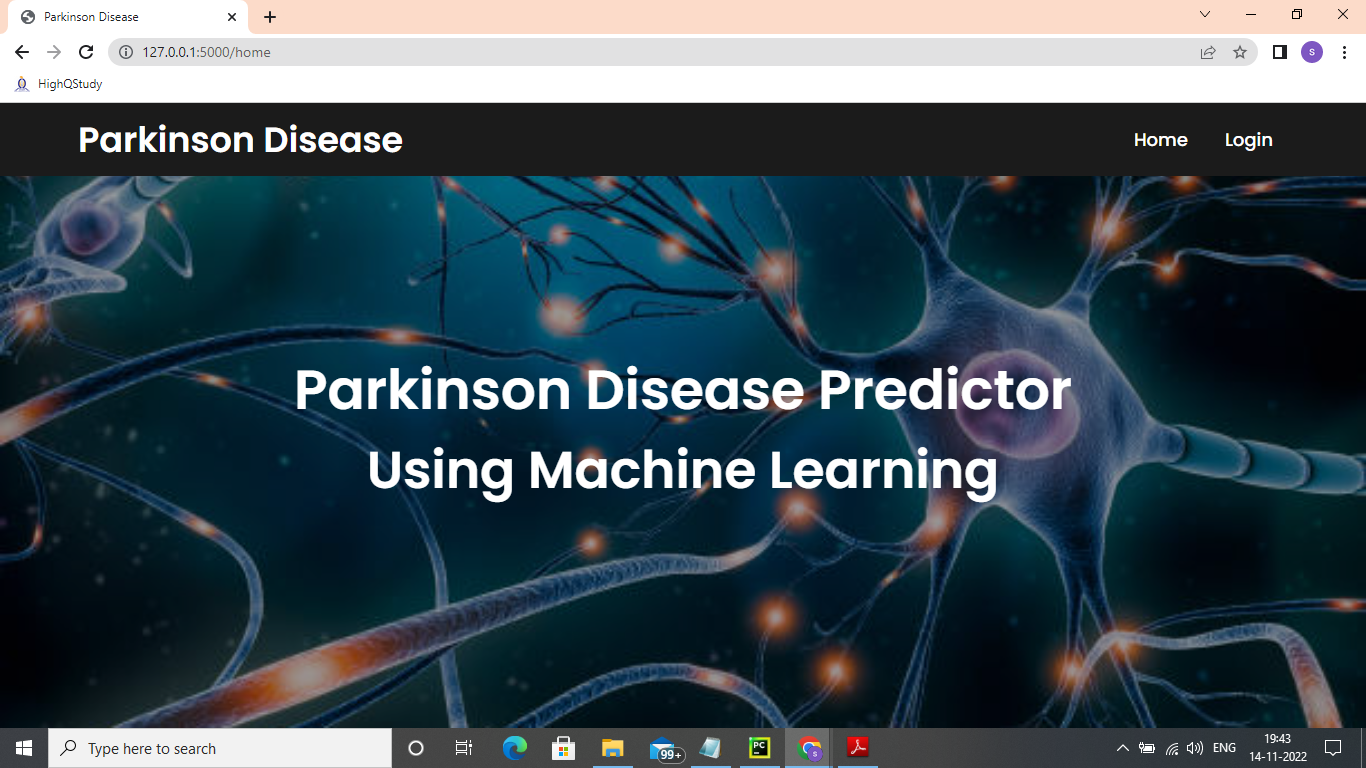 Parkinson Disease
127.0.0.1:5000/home
S
HighQStudy
Parkinson Disease
Home
Login
Parkinson Disease Predictor
Using Machine Learning
Type here to search
99+
PC
S
ENG
19:43
14-11-2022